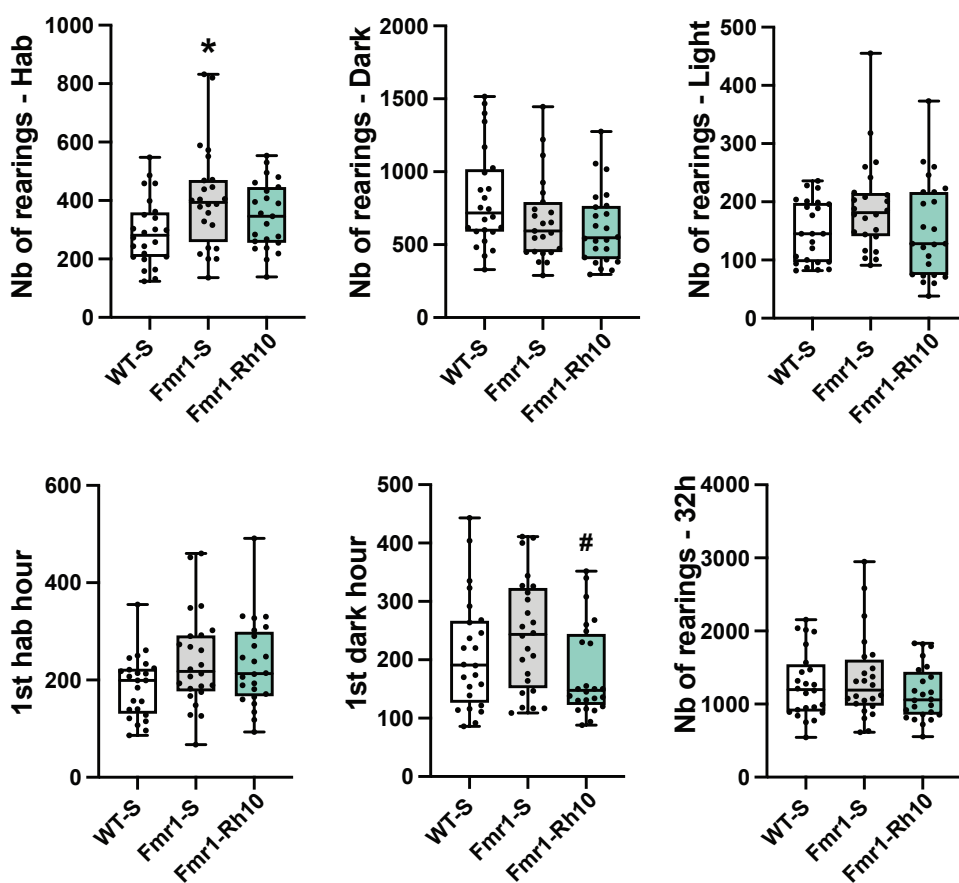 Nb of rearings - Hab
1000
800
600
400
200
0
*
WT-S
Fmr1-S
Fmr1-Rh10
Nb of rearings - Dark
2000
1500
1000
500
0
WT-S
Fmr1-S
Fmr1-Rh10
Nb of rearings - Light
500
400
300
200
100
0
WT-S
Fmr1-S
Fmr1-Rh10
1st hab hour
600
400
200
0
WT-S
Fmr1-S
Fmr1-Rh10
1st dark hour
500
400
300
200
100
0
#
WT-S
Fmr1-S
Fmr1-Rh10
Nb of rearings - 32h
4000
3000
2000
1000
0
WT-S
Fmr1-S
Fmr1-Rh10